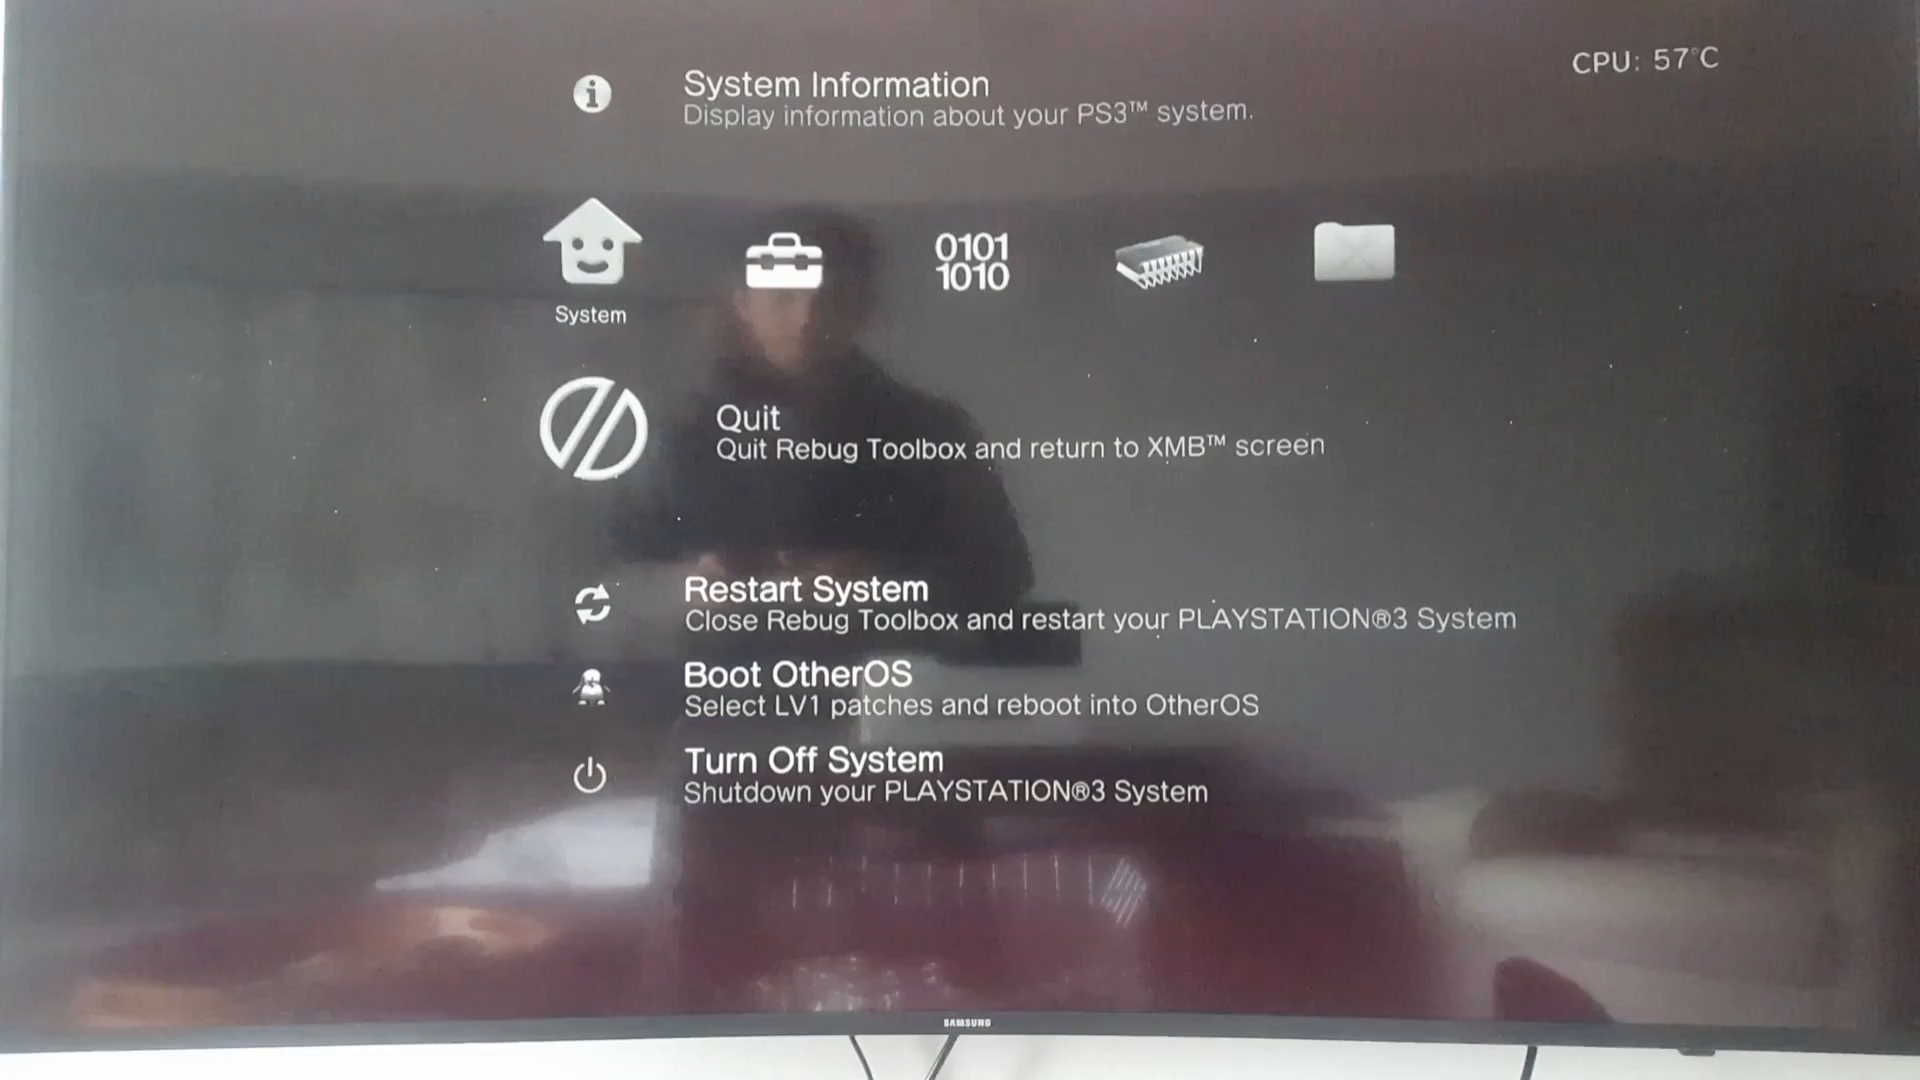 CPU: 57°C
System Information
Display information about your PS3™ system.
0101
1010
System
Quit
Quit Rebug Toolbox and return to XMB™ screen
Restart System
Close Rebug Toolbox and restart your PLAYSTATION®3 System
Boot OtherOS
Select LV1 patches and reboot into OtherOS
Turn Off System
Shutdown your PLAYSTATION®3 System
SAMSUNG